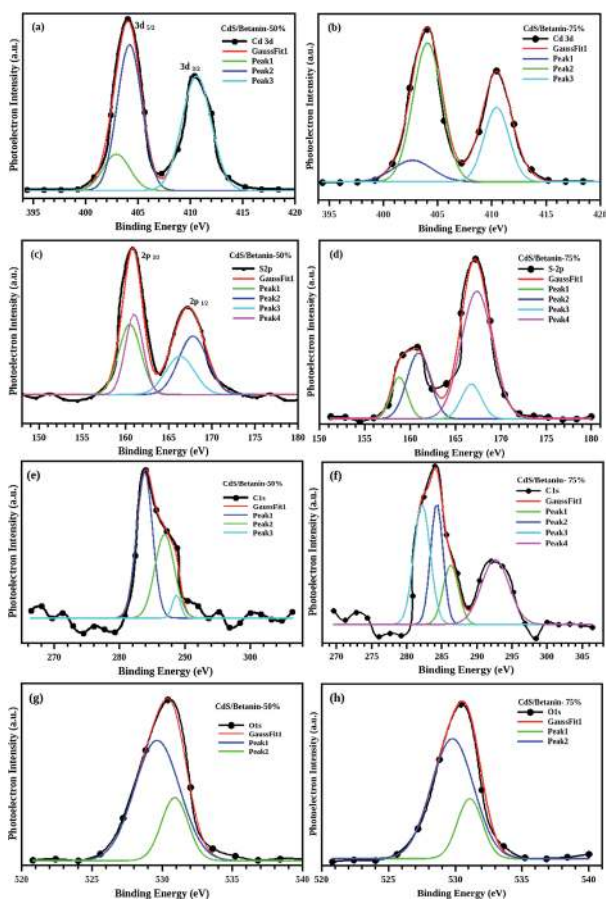 (a)
3d 5/2
3d 3/2
CdS/Betanin-50%
Cd 3d
GaussFit1
Peak1
Peak2
Peak3
Photoelectron Intensity (a.u.)
395 400 405 410 415 420
Binding Energy (eV)
(b)
CdS/Betanin-75%
Cd 3d
GaussFit1
Peak1
Peak2
Peak3
Photoelectron Intensity (a.u.)
395 400 405 410 415 420
Binding Energy (eV)
(c)
2p 3/2
2p 1/2
CdS/Betanin-50%
S2p
GaussFit1
Peak1
Peak2
Peak3
Peak4
Photoelectron Intensity (a.u.)
150 155 160 165 170 175 180
Binding Energy (eV)
(d)
CdS/Betanin-75%
S-2p
GaussFit1
Peak1
Peak2
Peak3
Peak4
Photoelectron Intensity (a.u.)
150 160 170 180
Binding Energy (eV)
(e)
CdS/Betanin-50%
C1s
GaussFit1
Peak1
Peak2
Peak3
Photoelectron Intensity (a.u.)
270 280 290 300
Binding Energy (eV)
(f)
CdS/Betanin- 75%
C1s
GaussFit1
Peak1
Peak2
Peak3
Peak4
Photoelectron Intensity (a.u.)
270 275 280 285 290 295 300 305
Binding Energy (eV)
(g)
CdS/Betanin-50%
O1s
GaussFit1
Peak1
Peak2
Photoelectron Intensity (a.u.)
520 525 530 535 540
Binding Energy (eV)
(h)
CdS/Betanin- 75%
O1s
GaussFit1
Peak1
Peak2
Photoelectron Intensity (a.u.)
520 525 530 535 540
Binding Energy (eV)